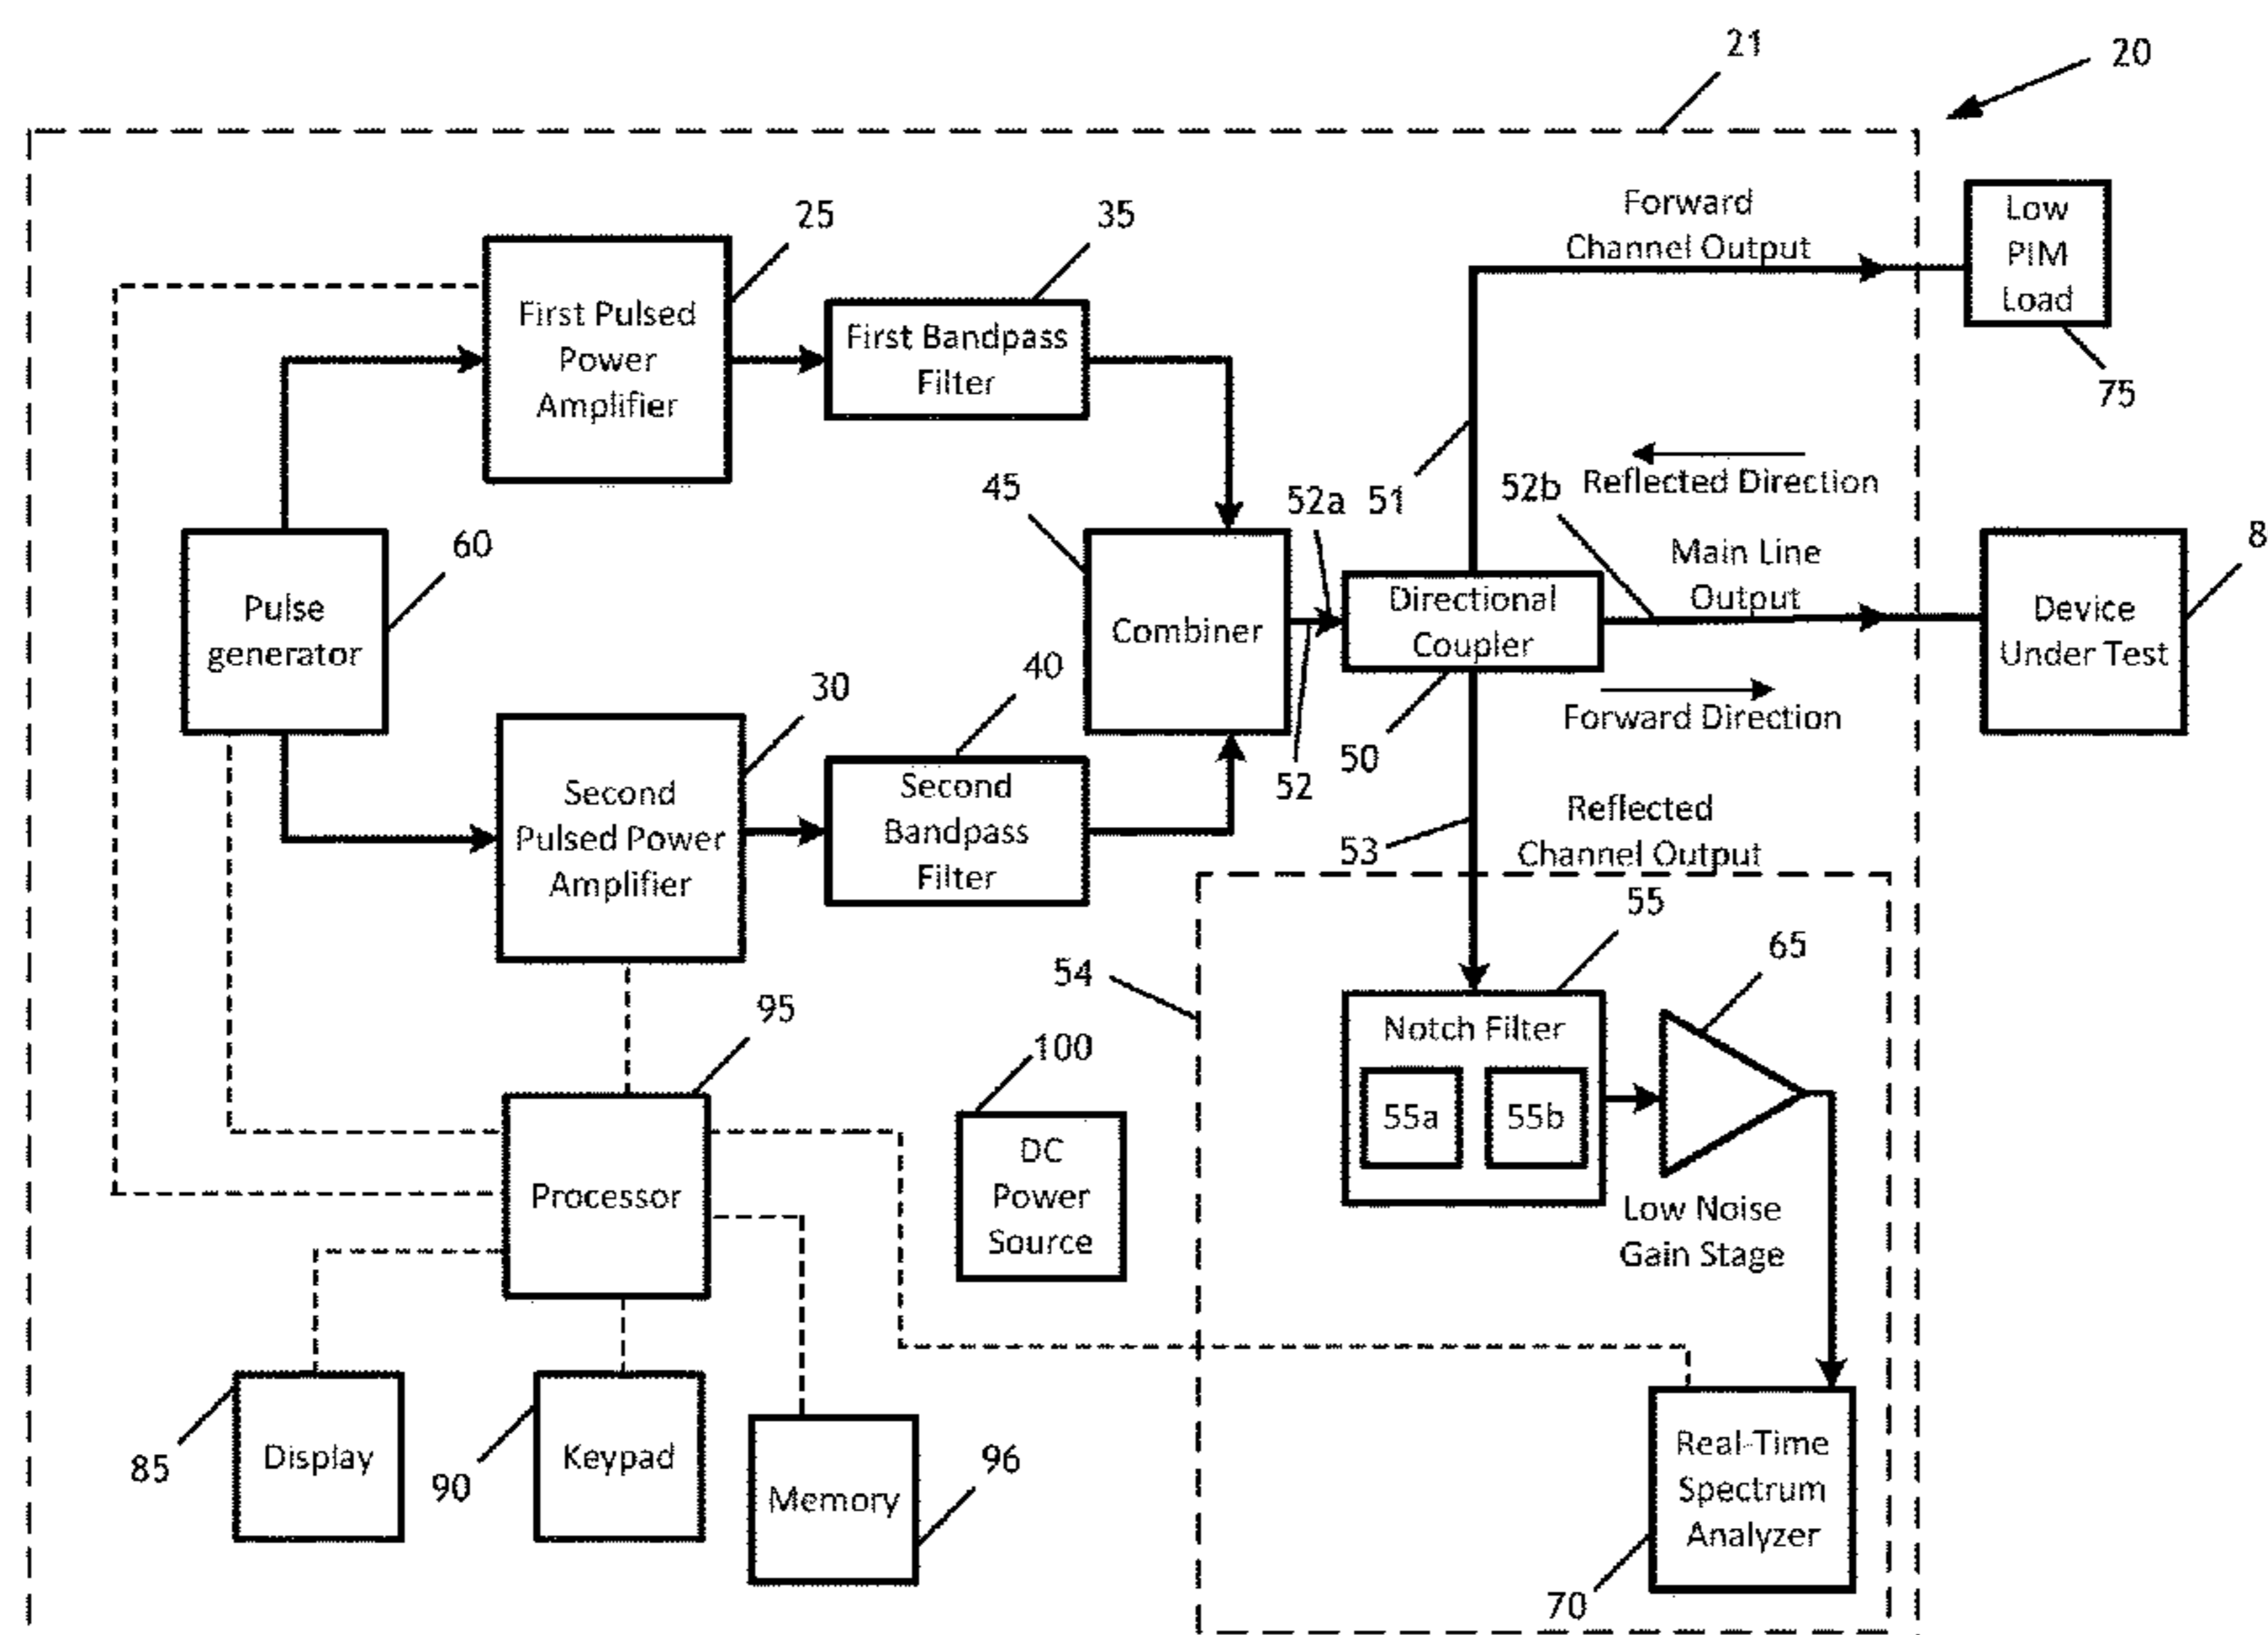 21
20
25
35
Forward
Channel Output
Low
PIM
Load
75
First Pulsed
Power
Amplifier
First Bandpass
Filter
45
52a
51
52b
Reflected Direction
60
Pulse
generator
Combiner
Directional
Coupler
Main Line
Output
8
Device
Under Test
Forward Direction
30
40
52
50
Second
Pulsed Power
Amplifier
Second
Bandpass
Filter
53
Reflected
Channel Output
54
55
65
Notch Filter
55a
55b
Low Noise
Gain Stage
95
100
Processor
DC
Power
Source
85
Display
90
Keypad
Memory
96
Real-Time
Spectrum
Analyzer
70